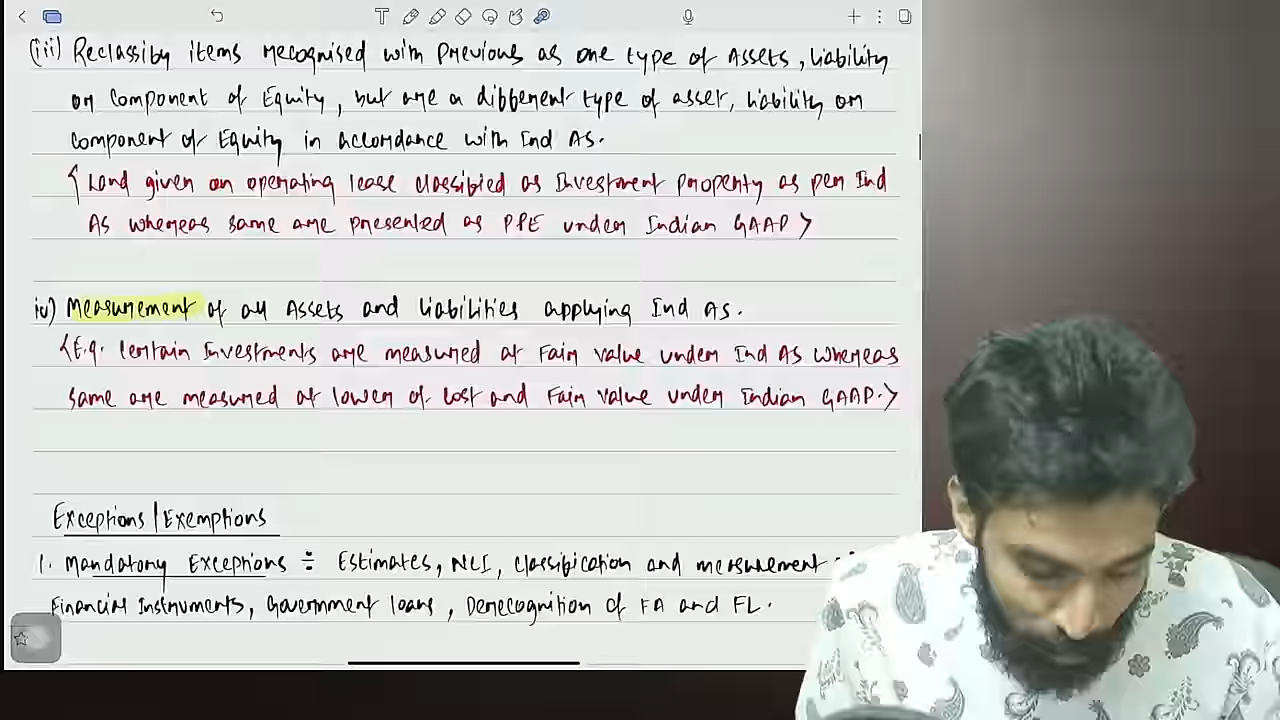 (iii) Reclassify items recognised with previous as one type of Assets, liability
or component of Equity, but are a different type of asset, liability or
component of Equity in accordance with Ind AS.
{ Land given on operating lease classified as Investment property as per Ind
AS whereas same are presented as PPE under Indian GAAP >
iv) Measurement of all Assets and liabilities applying Ind AS.
{E.g. certain Investments are measured at Fair value under Ind AS whereas
same are measured at lower of cost and Fair value under Indian GAAP.>
Exceptions/Exemptions
1. Mandatory Exceptions ÷ Estimates, NCI, classification and measurement
Financial Instruments, Government loans, Derecognition of FA and FL.